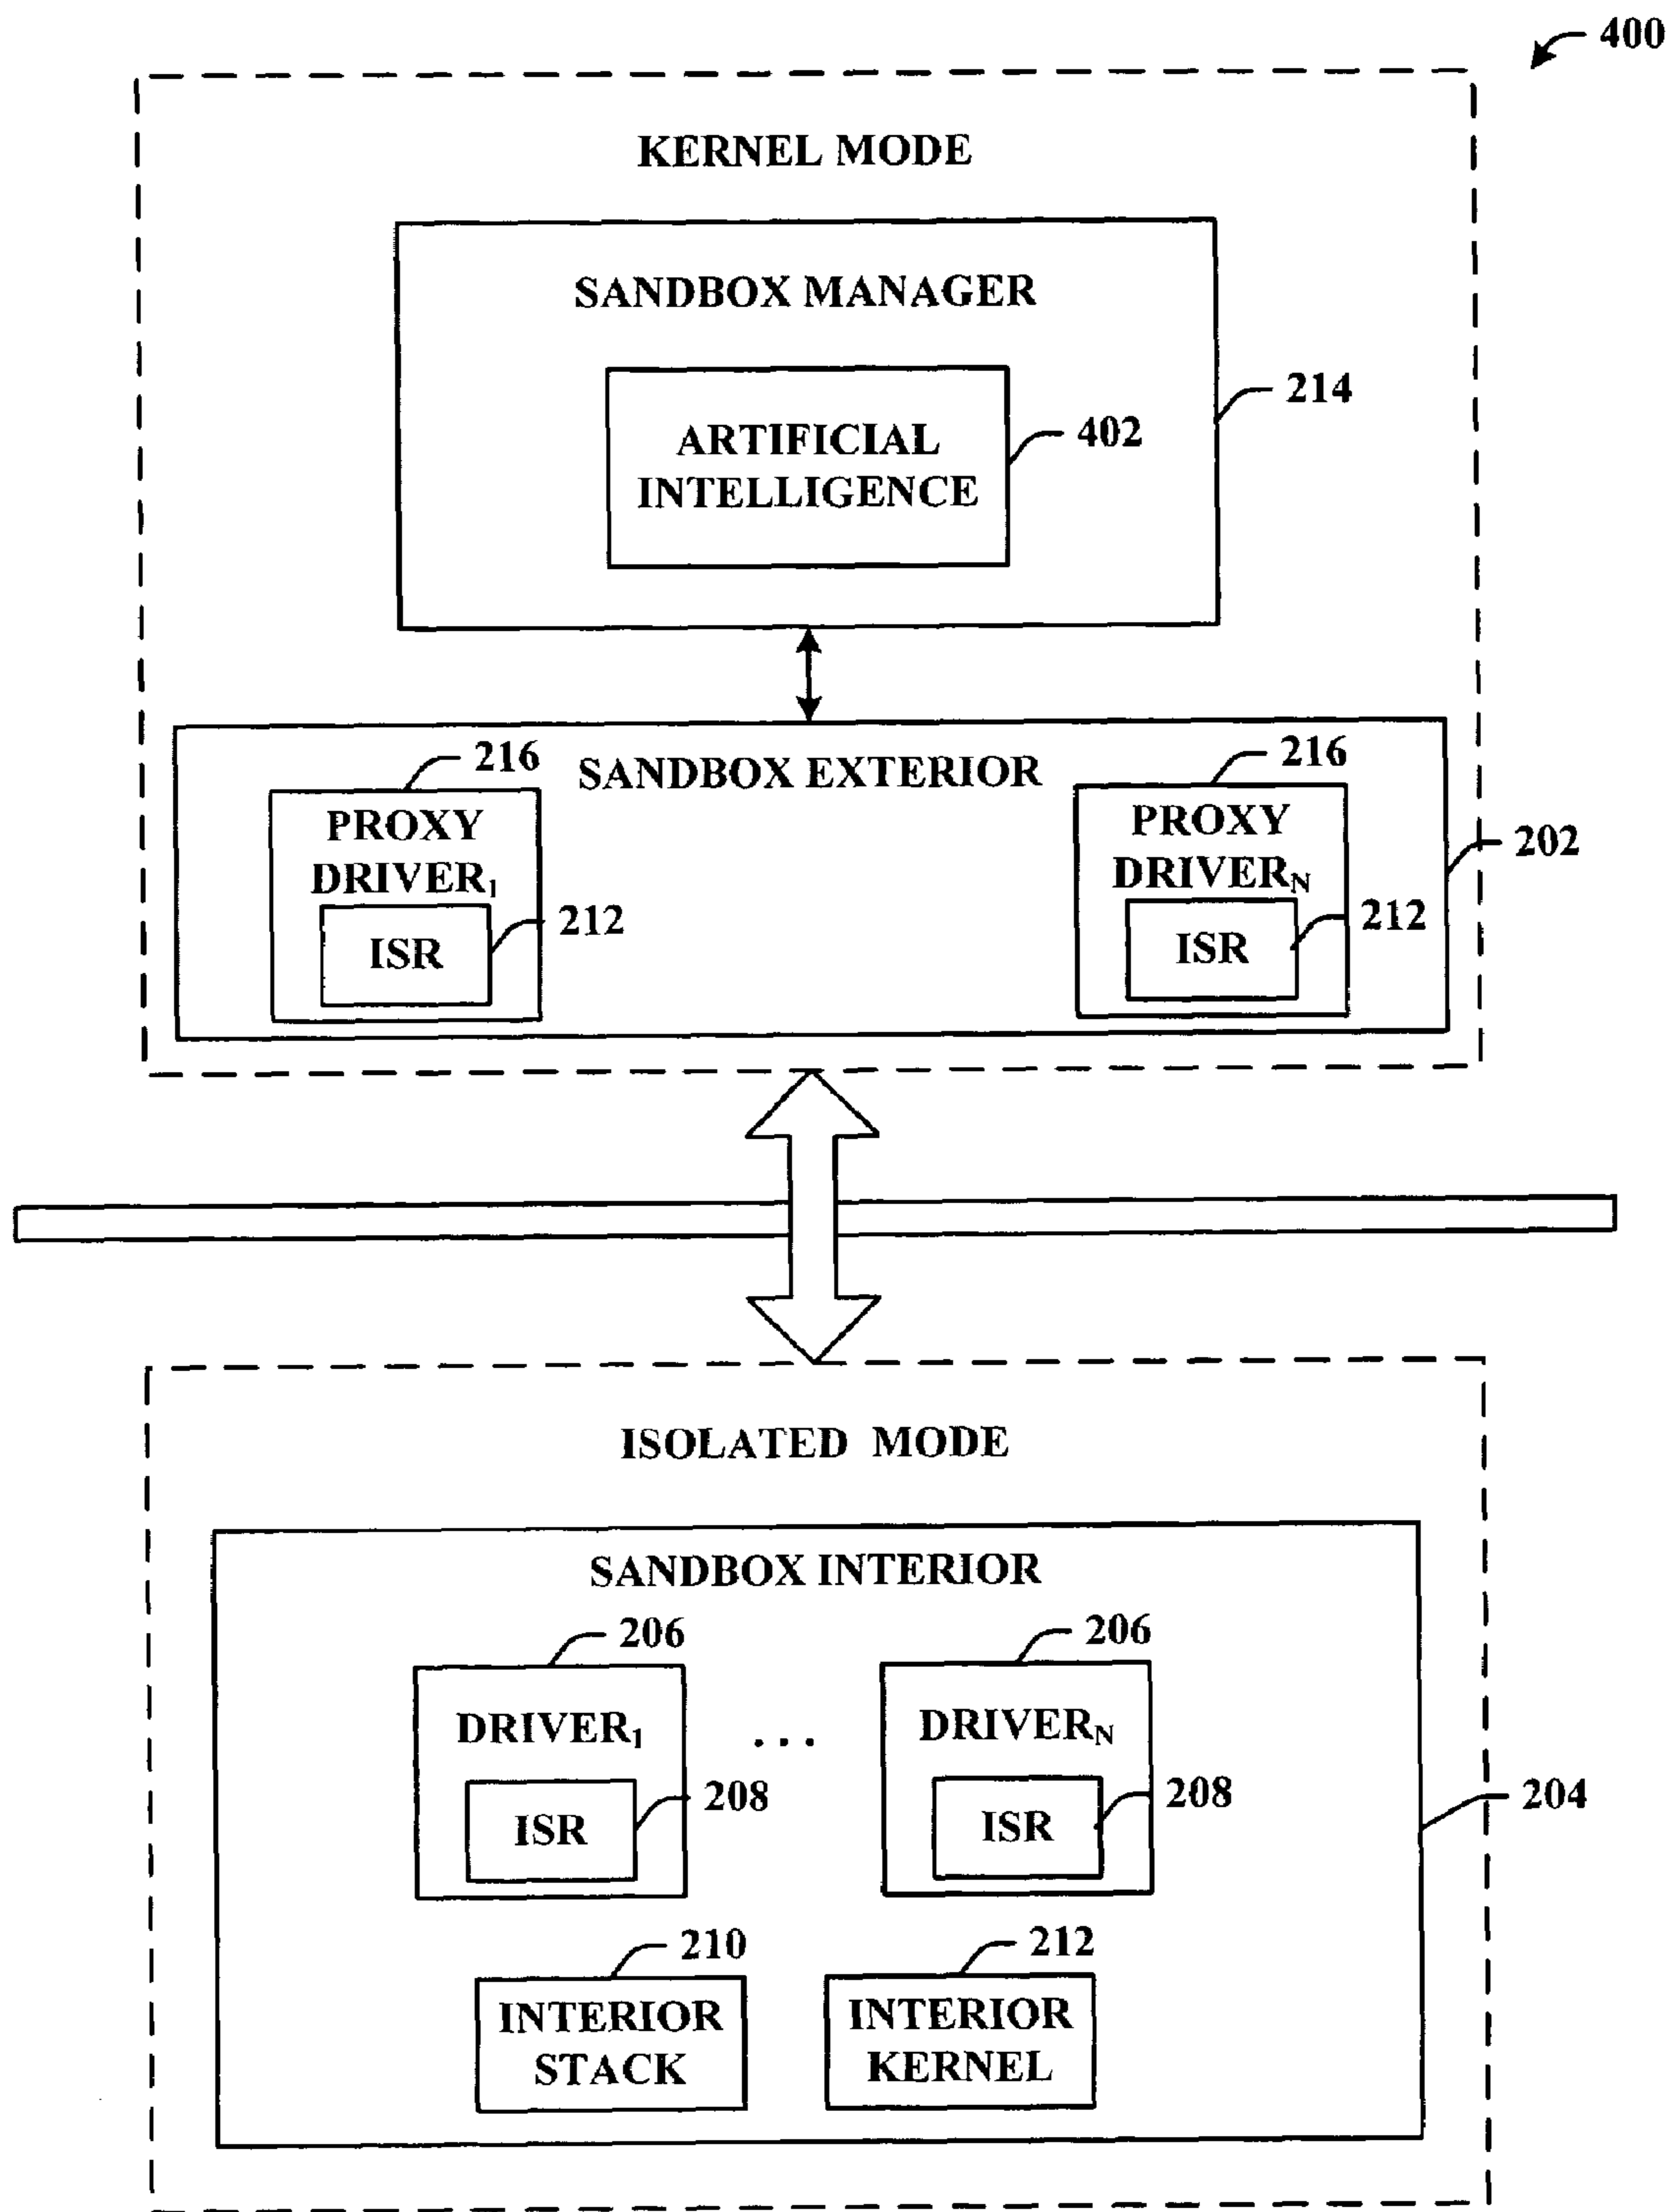 400
KERNEL MODE
SANDBOX MANAGER
214
ARTIFICIAL
INTELLIGENCE
402
SANDBOX EXTERIOR
216
PROXY
DRIVER₁
ISR
212
216
PROXY
DRIVERN
ISR
212
202
ISOLATED MODE
SANDBOX INTERIOR
206
DRIVER₁
ISR
208
...
206
DRIVERN
ISR
208
204
210
INTERIOR
STACK
212
INTERIOR
KERNEL